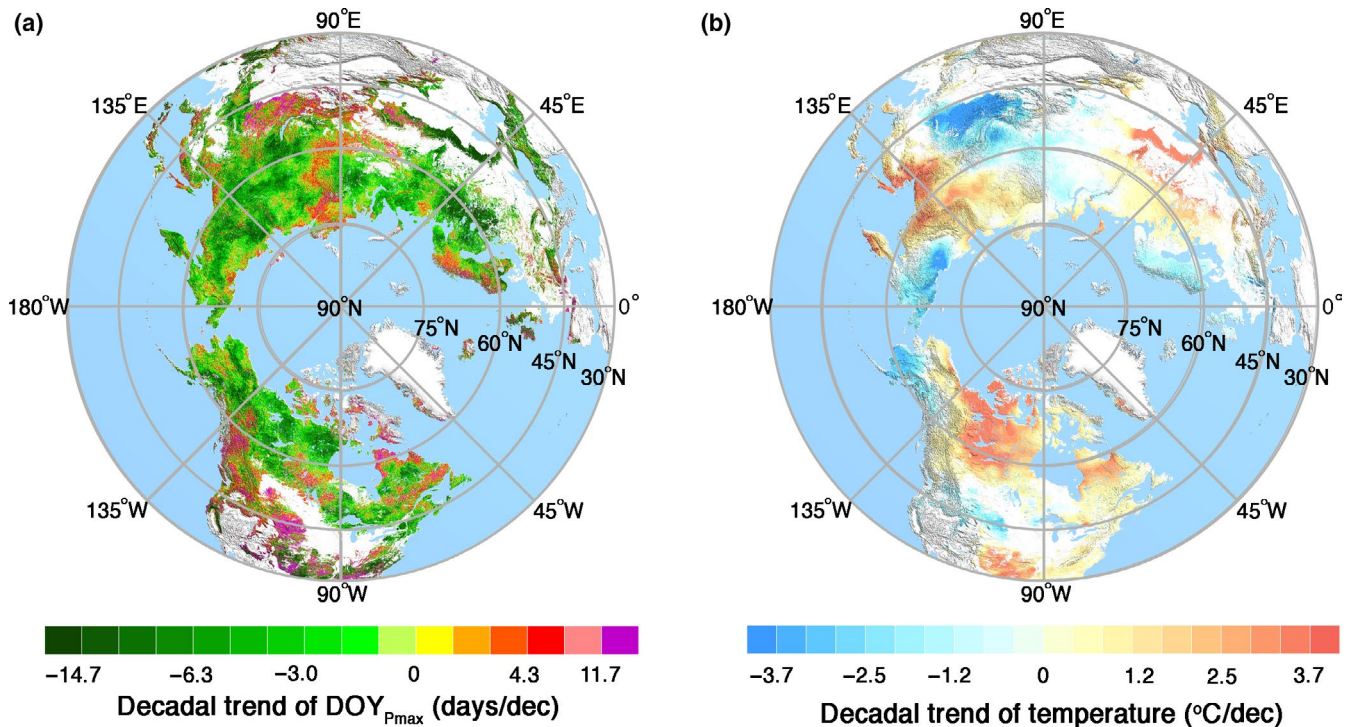 (a)
90°E
135°E
45°E
180°W
90°N
0°
75°N
60°N
45°N
30°N
135°W
45°W
90°W
−14.7 −6.3 −3.0 0 4.3 11.7
Decadal trend of DOYPmax (days/dec)
(b)
90°E
135°E
45°E
180°W
90°N
0°
75°N
60°N
45°N
30°N
135°W
45°W
90°W
−3.7 −2.5 −1.2 0 1.2 2.5 3.7
Decadal trend of temperature (°C/dec)